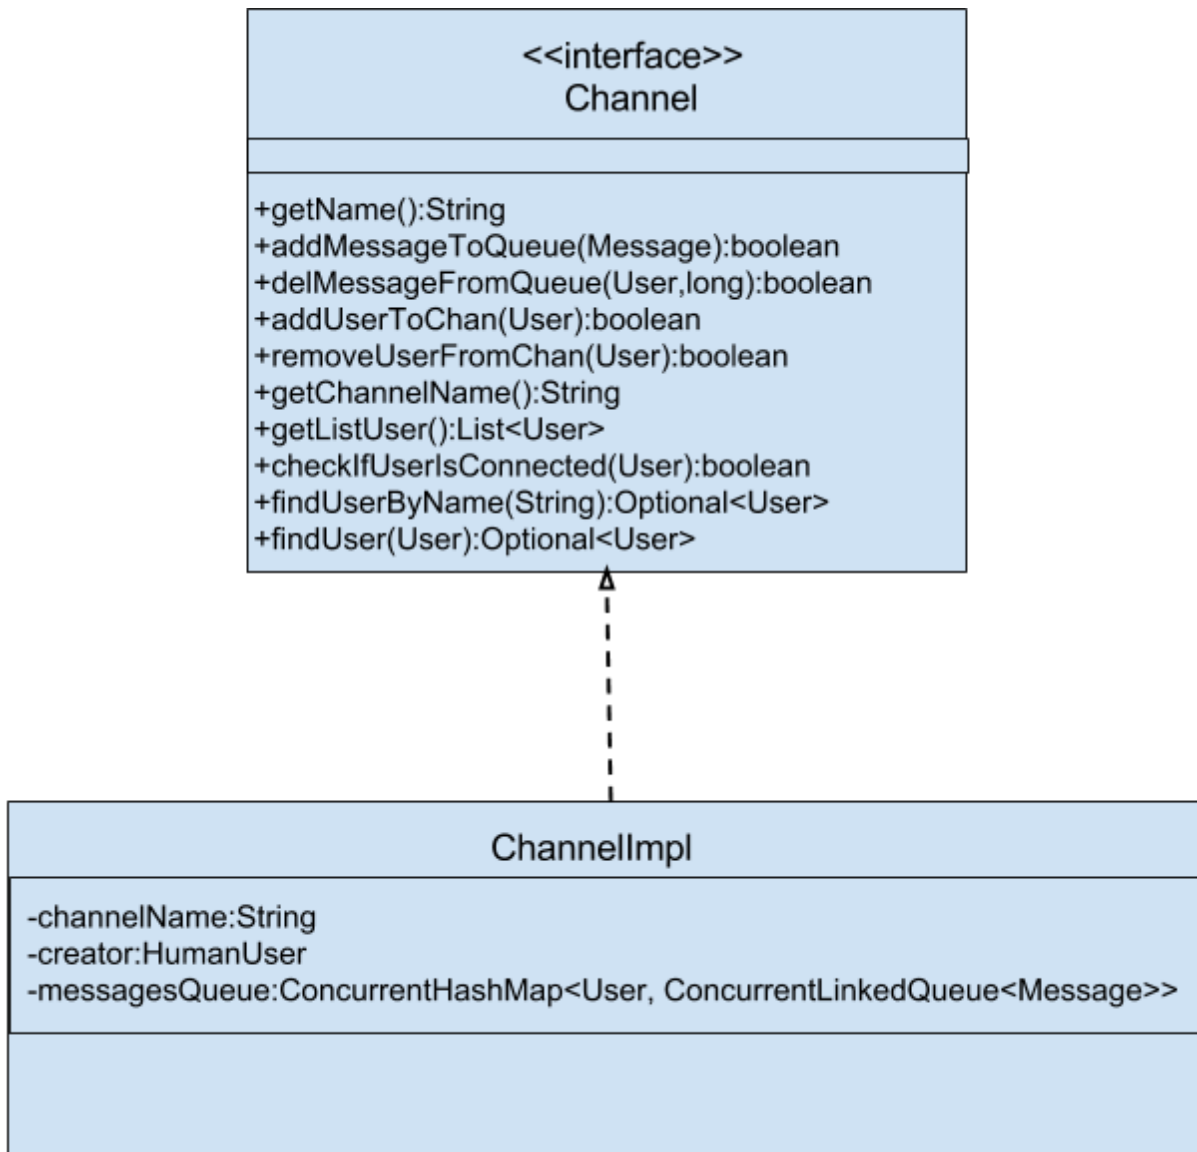 <<interface>>
Channel
+getName():String
+addMessageToQueue(Message):boolean
+delMessageFromQueue(User,long):boolean
+addUserToChan(User):boolean
+removeUserFromChan(User):boolean
+getChannelName():String
+getListUser():List<User>
+checkIfUserIsConnected(User):boolean
+findUserByName(String):Optional<User>
+findUser(User):Optional<User>
ChannelImpl
-channelName:String
-creator:HumanUser
-messagesQueue:ConcurrentHashMap<User, ConcurrentLinkedQueue<Message>>